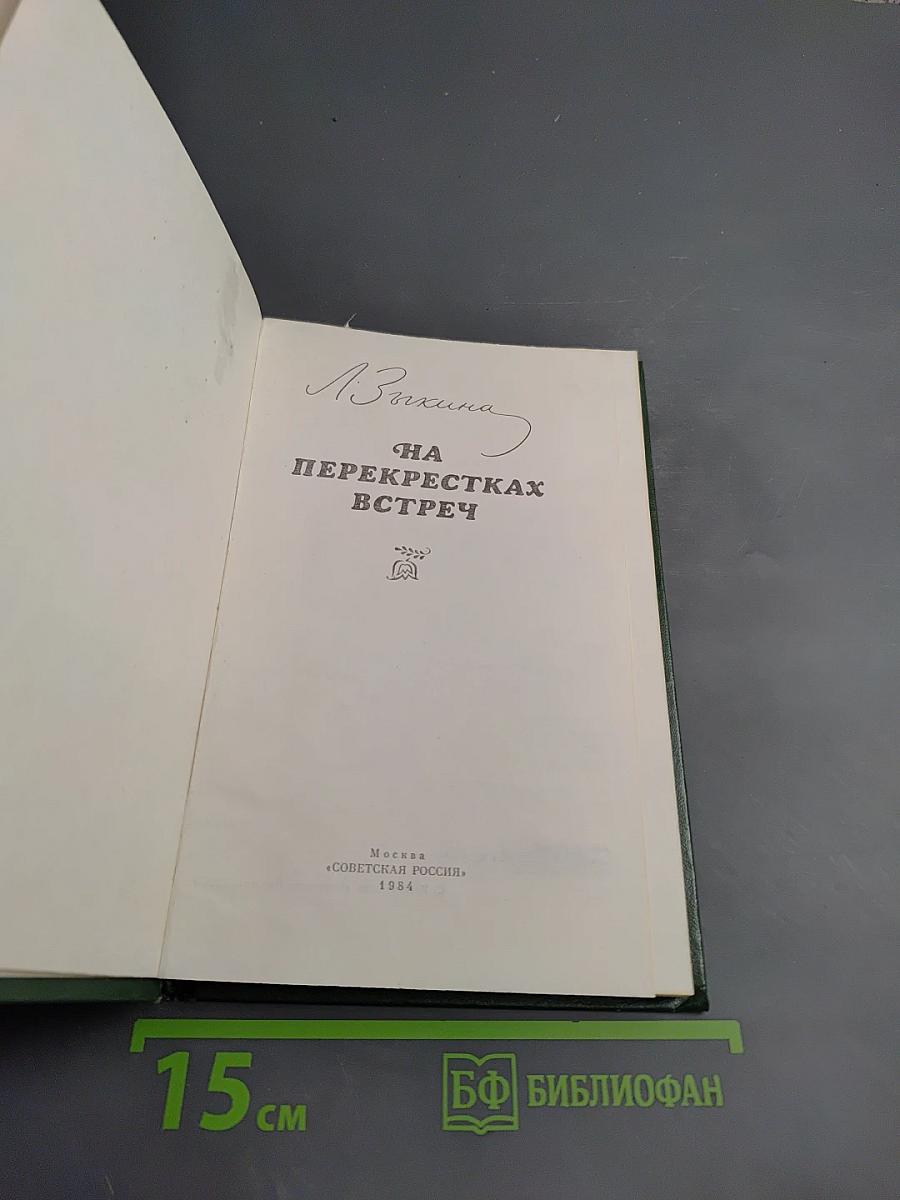 Л. Зыкина
НА
ПЕРЕКРЕСТКАХ
ВСТРЕЧ
Москва
«СОВЕТСКАЯ РОССИЯ»
1984
15 см
БФ БИБЛИОФАН